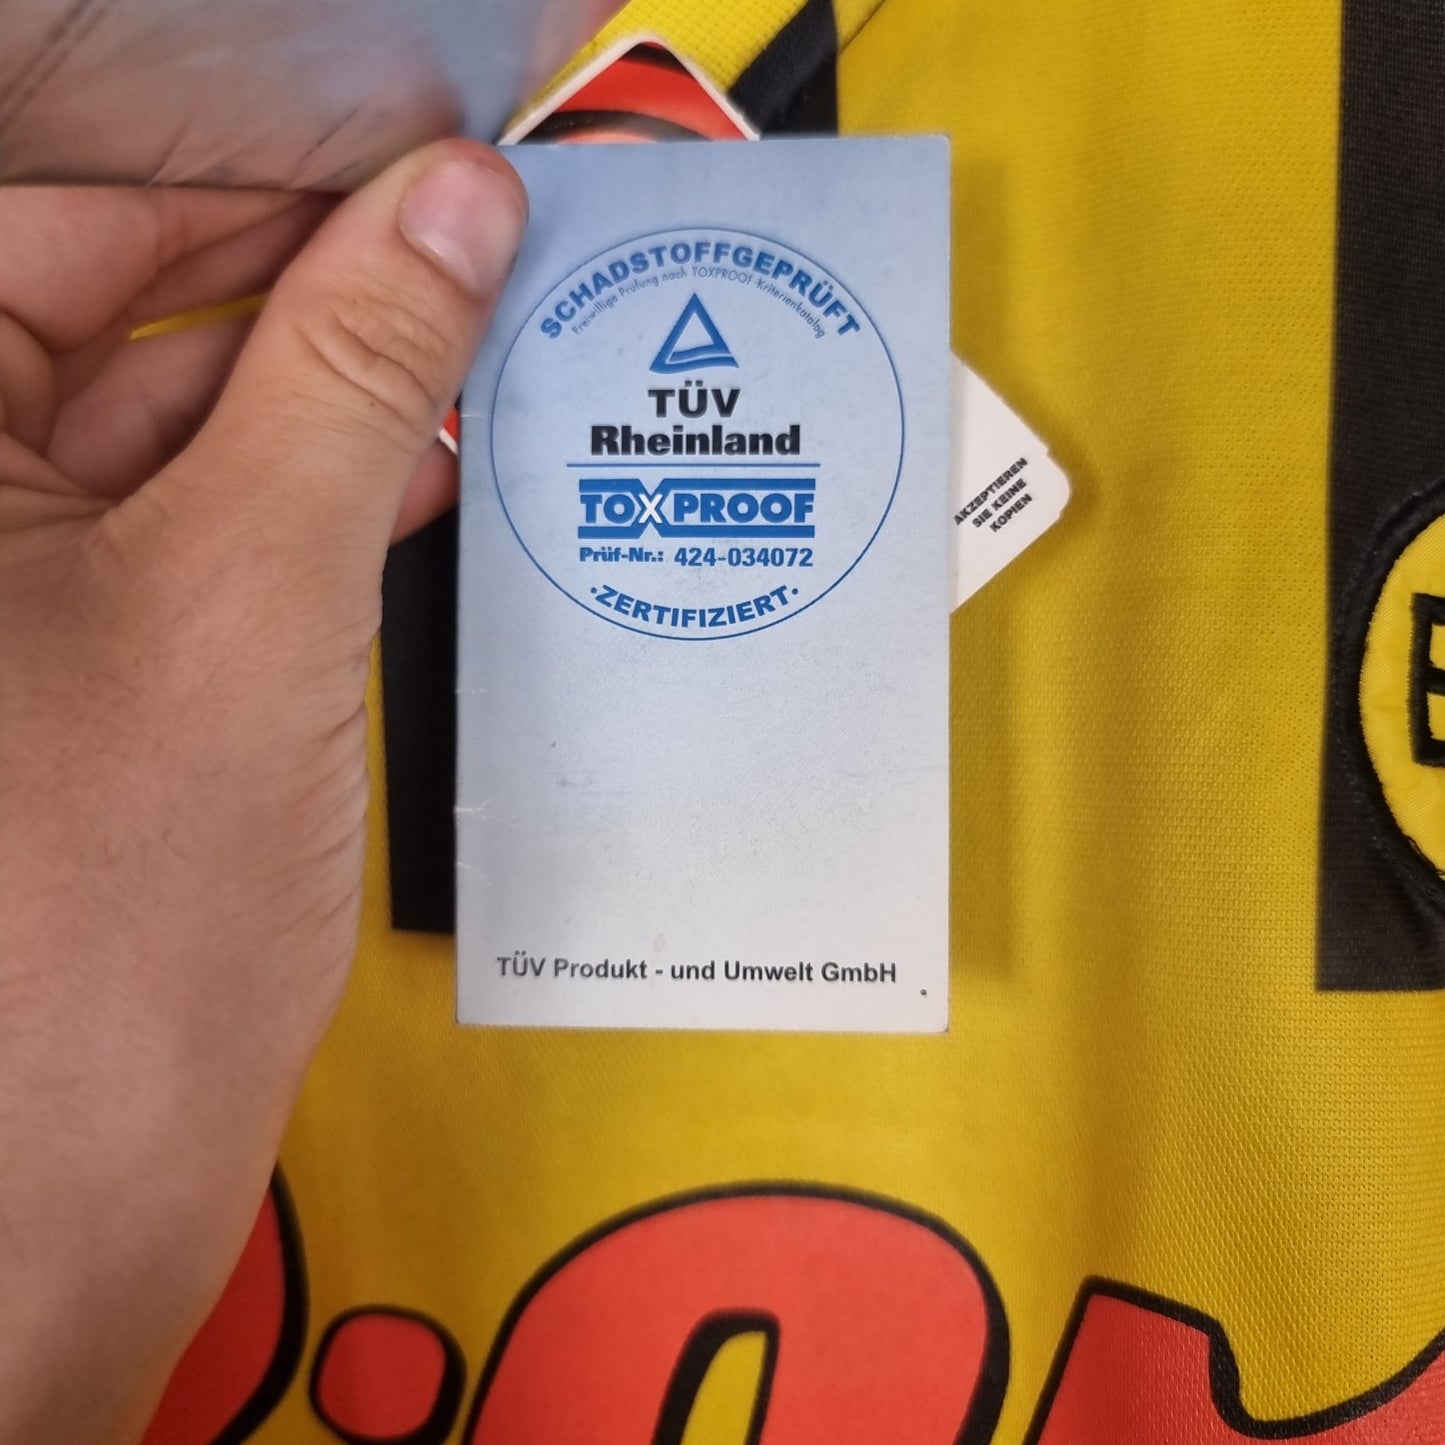 SCHADSTOFFGEPRÜFT
Freiwillige Prüfung nach TOXPROOF-Kriterienkatalog
TÜV
Rheinland
TOXPROOF
Prüf-Nr.: 424-034072
·ZERTIFIZIERT·
TÜV Produkt - und Umwelt GmbH
AKZEPTIEREN
SIE KEINE
KOPIEN